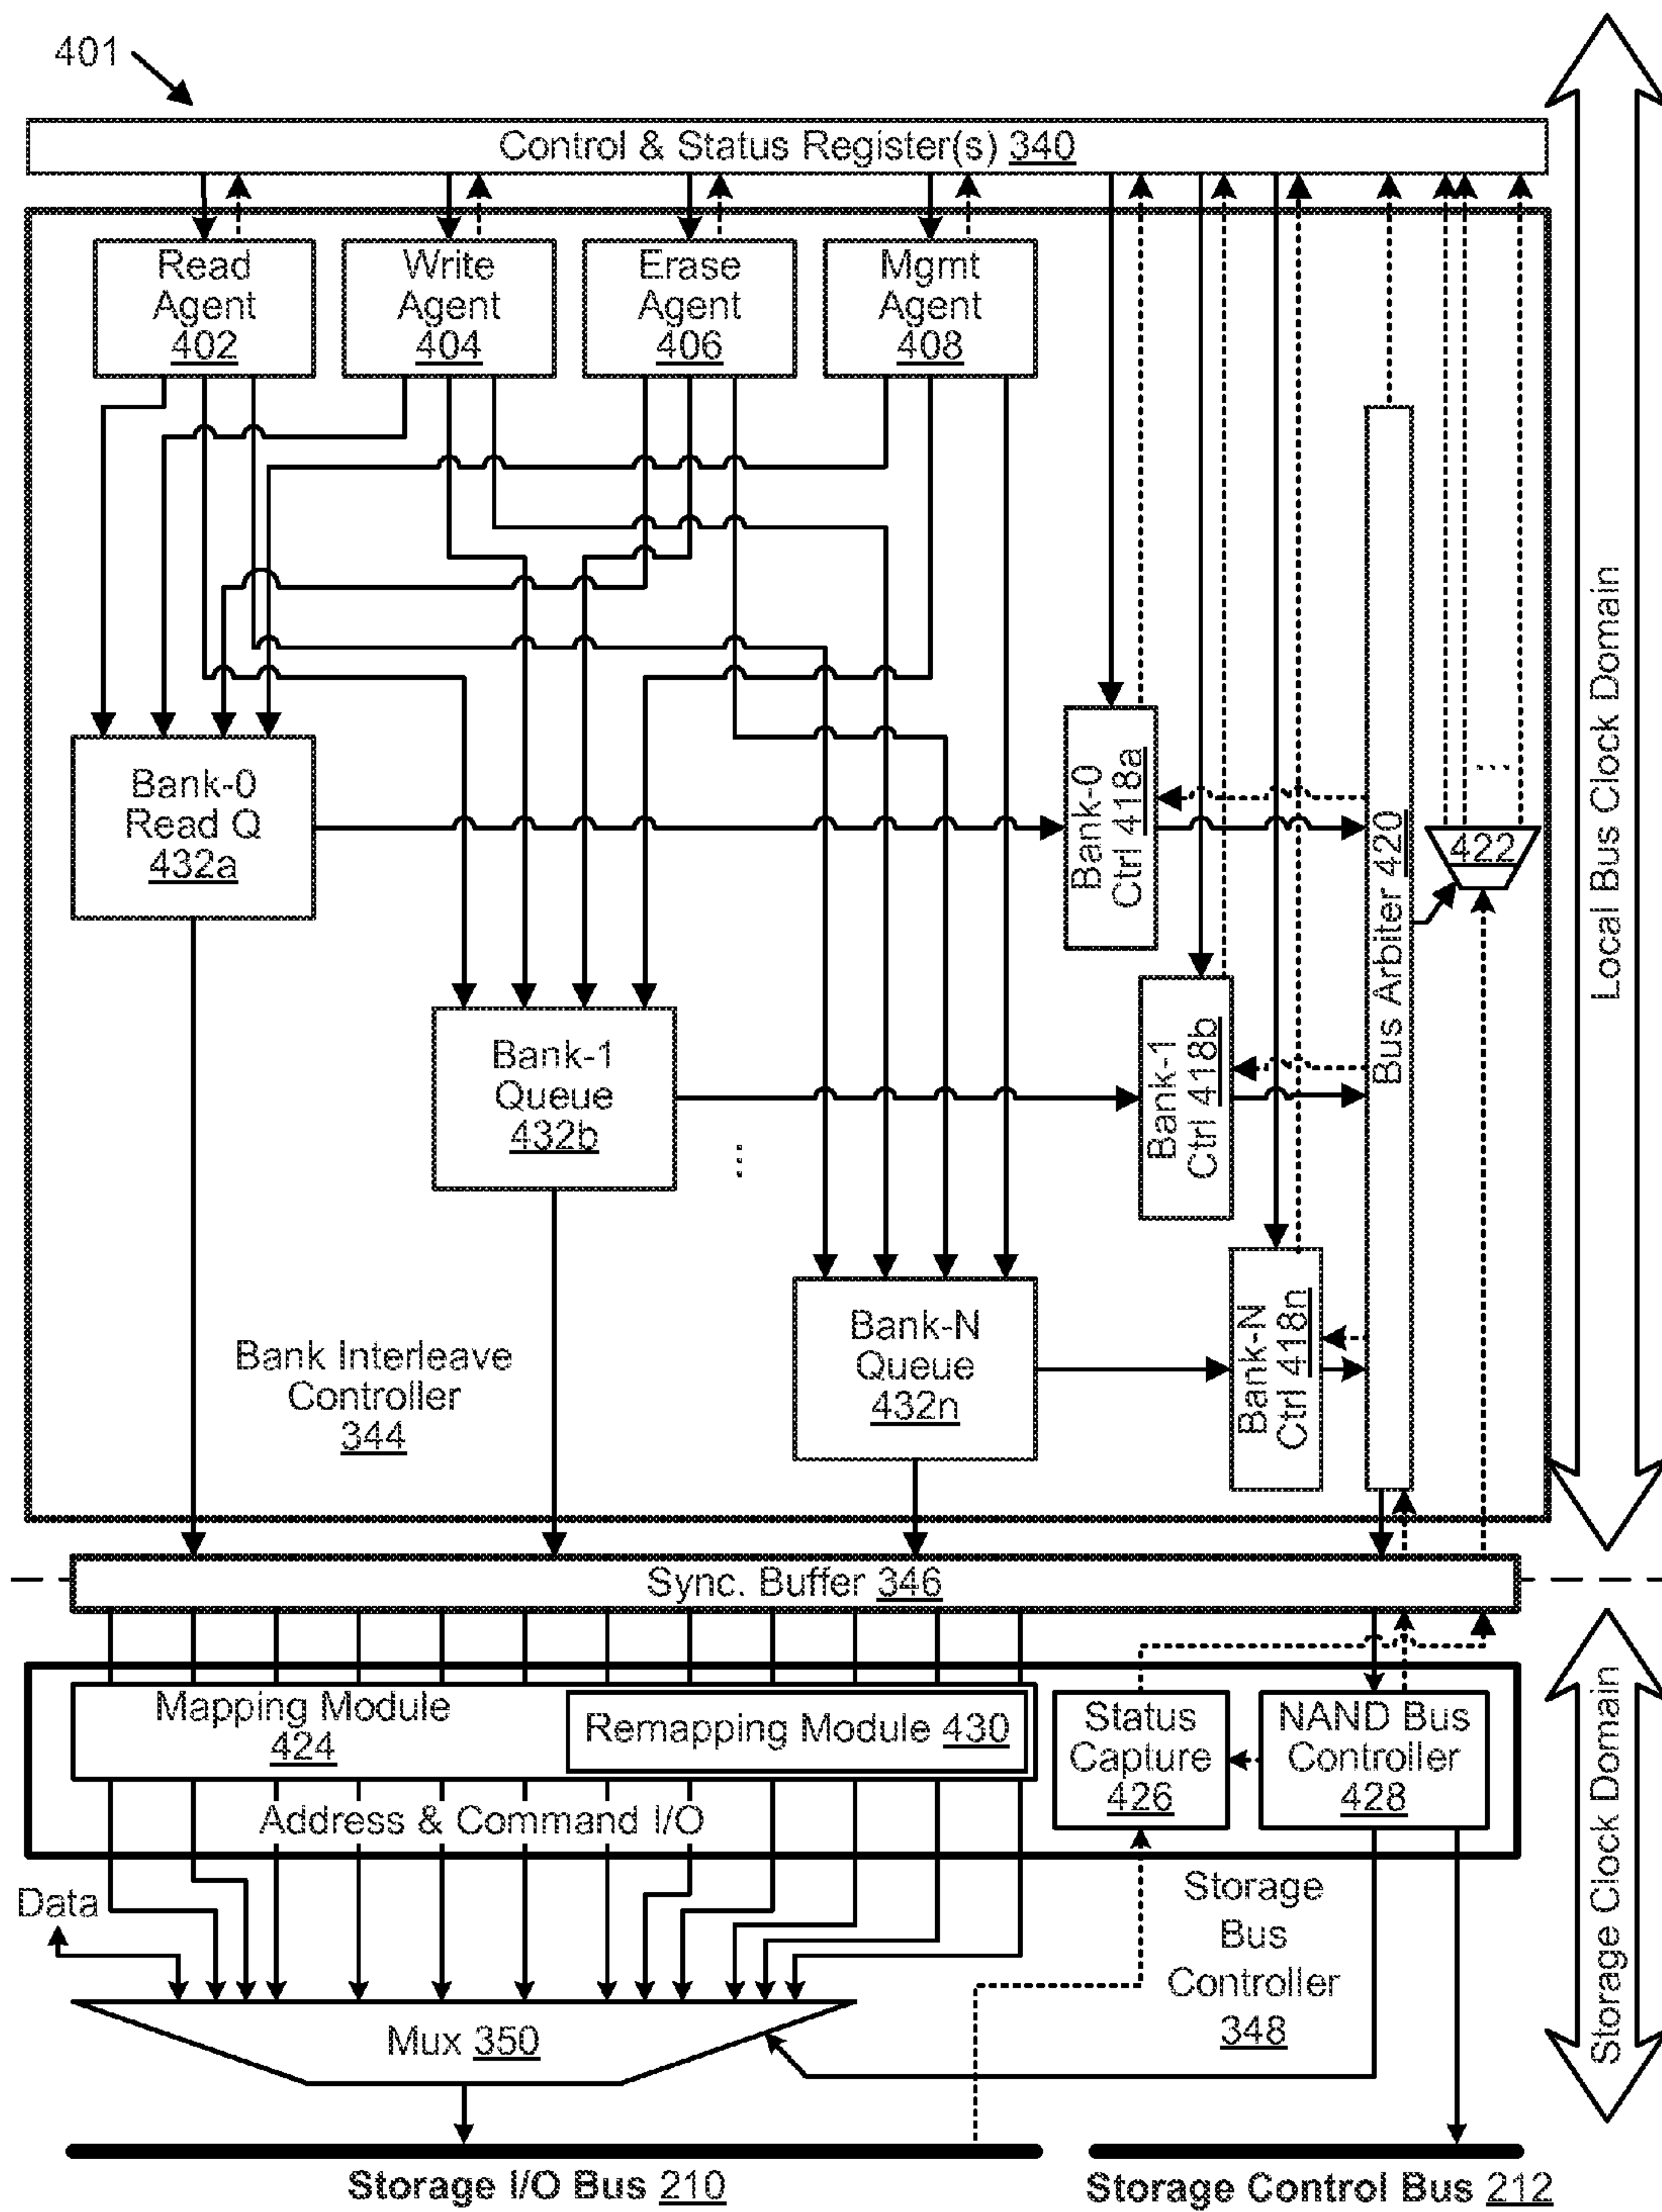 401
Control & Status Register(s) 340
Read
Agent
402
Write
Agent
404
Erase
Agent
406
Mgmt
Agent
408
Bank-0
Read Q
432a
Bank-0
Ctrl 418a
Bus Arbiter 420
422
...
Local Bus Clock Domain
Bank-1
Queue
432b
...
Bank-1
Ctrl 418b
Bank-N
Queue
432n
Bank-N
Ctrl 418n
Bank Interleave
Controller
344
Sync. Buffer 346
Mapping Module
424
Remapping Module 430
Status
Capture
426
NAND Bus
Controller
428
Address & Command I/O
Storage Clock Domain
Data
Storage
Bus
Controller
348
Mux 350
Storage I/O Bus 210
Storage Control Bus 212